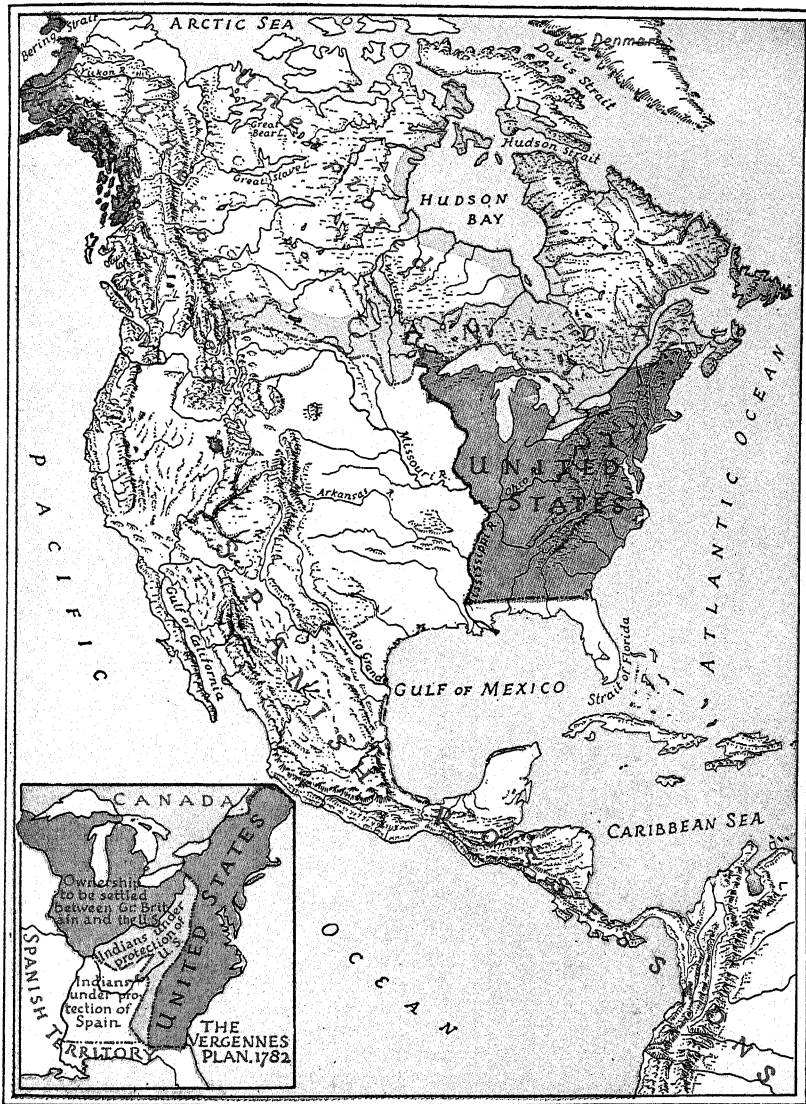 ARCTIC SEA
Bering Strait
Yukon R.
To Denmark
Davis Strait
Great
Bear L.
Great Slave L.
Hudson Strait
HUDSON
BAY
CANADA
Missouri R.
UNITED
STATES
Ohio
Arkansas R
Mississippi R.
PACIFIC
OCEAN
ATLANTIC OCEAN
Gulf of California
Rio Grande
GULF OF MEXICO
Strait of Florida
SPANISH
CARIBBEAN SEA
CANADA
UNITED STATES
Ownership
to be settled
between Gt. Brit-
ain and the U.S.
Indians under
protection of
U.S.
Indians
under pro-
tection of
Spain
SPANISH TERRITORY
THE
VERGENNES
PLAN. 1782